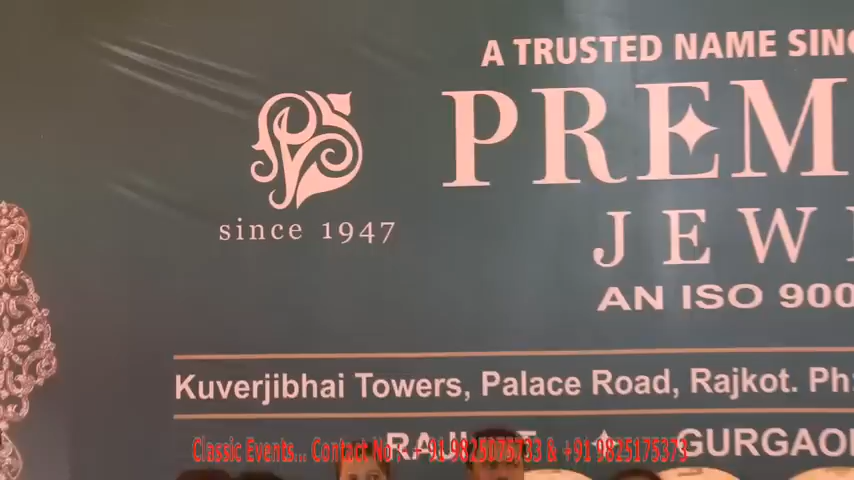 A TRUSTED NAME SINC
PREM
JEW
since 1947
AN ISO 900
Kuverjibhai Towers, Palace Road, Rajkot. Ph
GURGAO
Classic Events... Contact No :- + 91 9825075733 & +91 9825175373